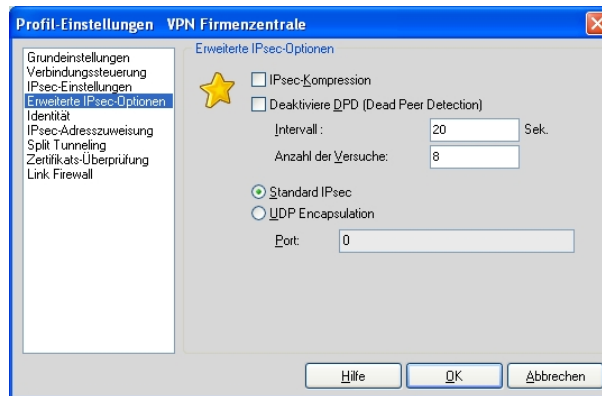 Profil-Einstellungen VPN Firmenzentrale
Grundeinstellungen
Verbindungssteuerung
IPsec-Einstellungen
Erweiterte IPsec-Optionen
Identität
IPsec-Adresszuweisung
Split Tunneling
Zertifikats-Überprüfung
Link Firewall
Erweiterte IPsec-Optionen
IPsec-Kompression
Deaktiviere DPD (Dead Peer Detection)
Intervall : 20 Sek.
Anzahl der Versuche: 8
Standard IPsec
UDP Encapsulation
Port: 0
Hilfe OK Abbrechen